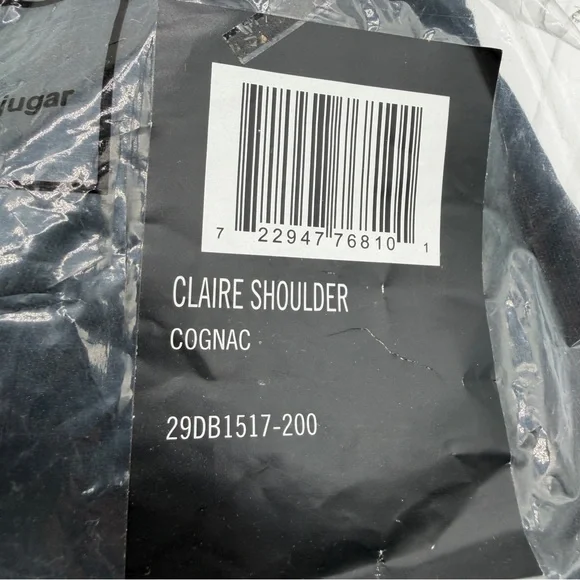 jugar
7 22947 76810 1
CLAIRE SHOULDER
COGNAC
29DB1517-200